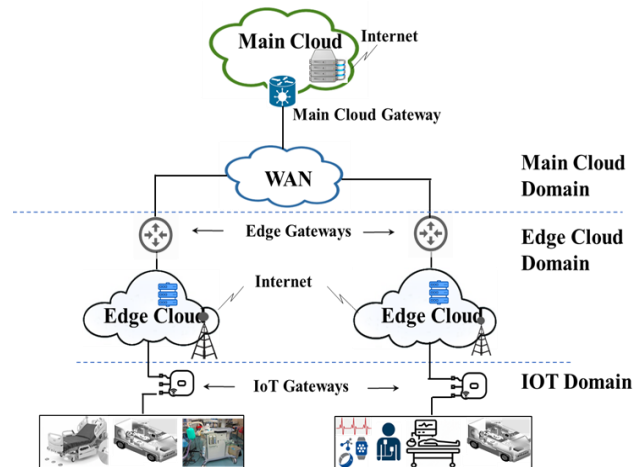 Main Cloud
Internet
Main Cloud Gateway
WAN
Main Cloud
Domain
Edge Gateways
Edge Cloud
Domain
Internet
Edge Cloud
Edge Cloud
IoT Gateways
IOT Domain